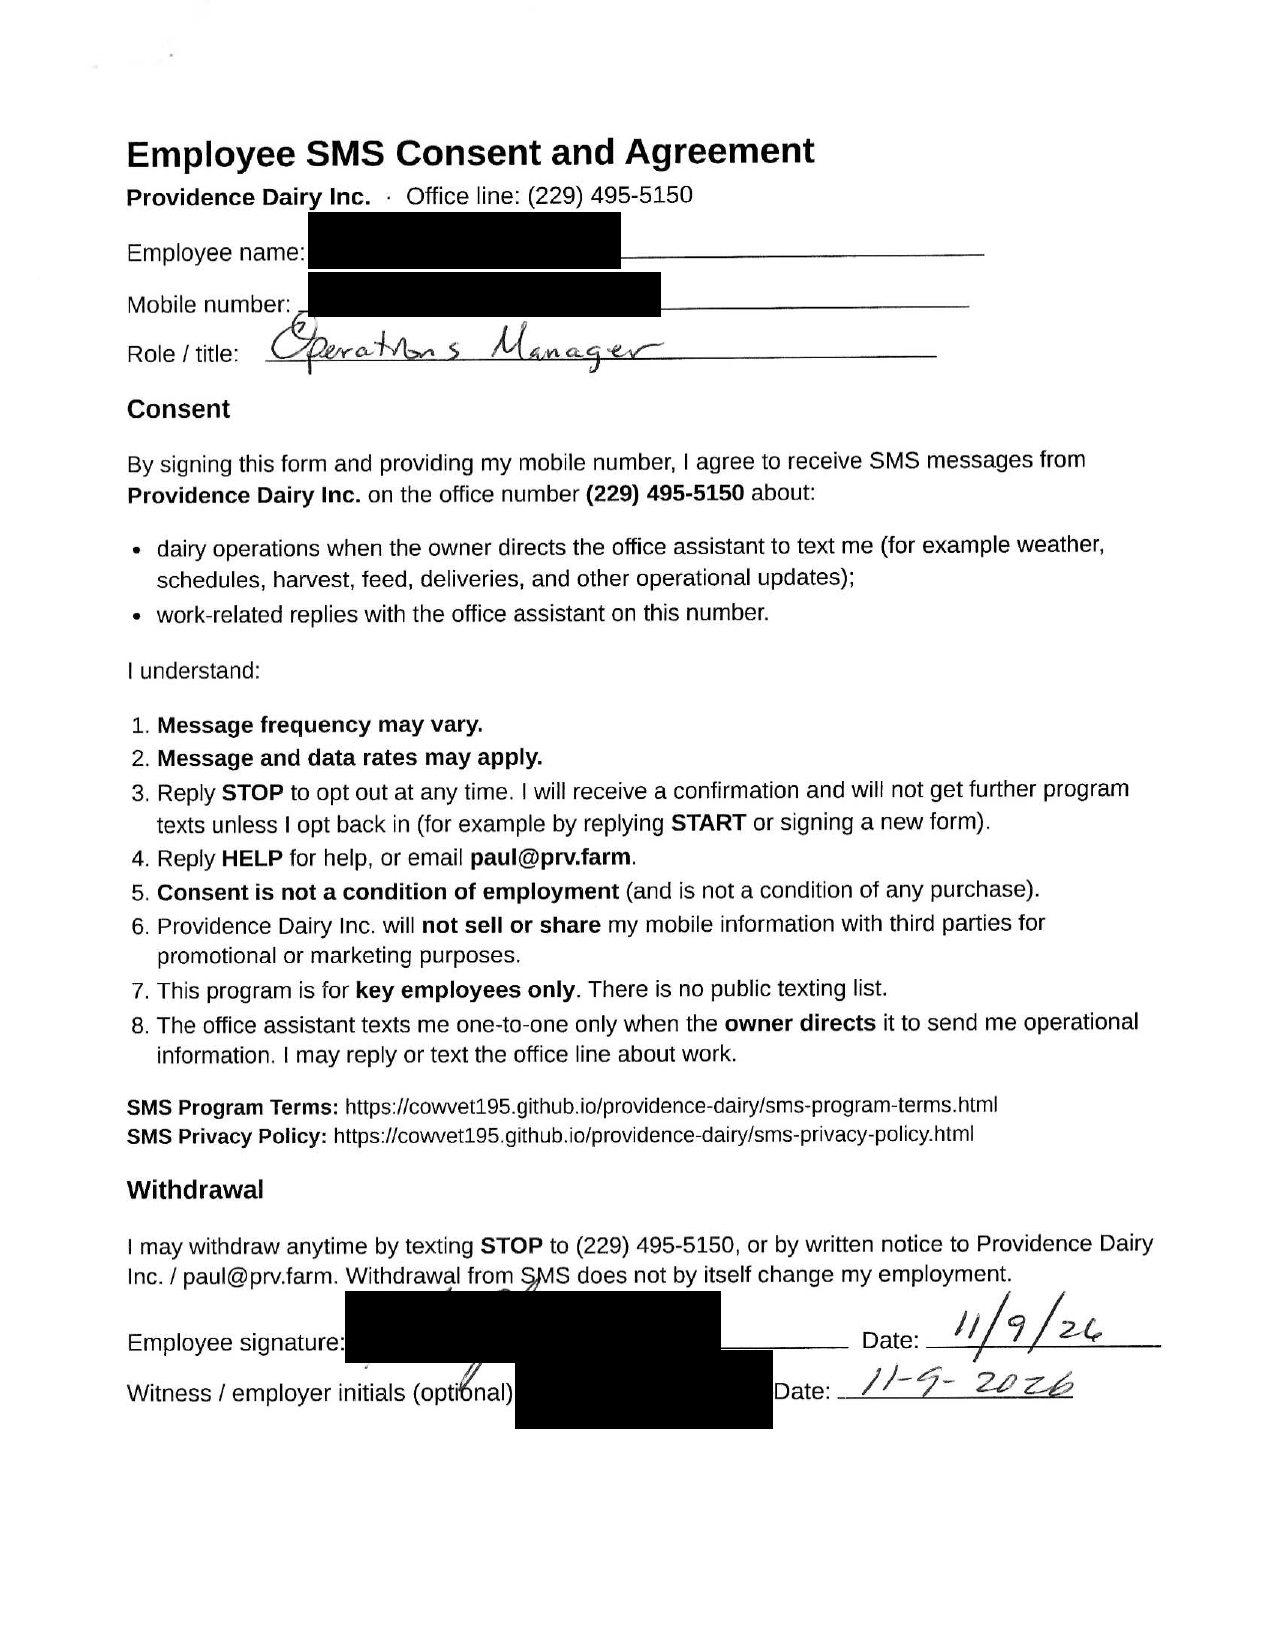 Employee SMS Consent and Agreement
Providence Dairy Inc. · Office line: (229) 495-5150
Employee name:
Mobile number:
Role / title: Operations Manager
Consent
By signing this form and providing my mobile number, I agree to receive SMS messages from
Providence Dairy Inc. on the office number (229) 495-5150 about:
• dairy operations when the owner directs the office assistant to text me (for example weather,
schedules, harvest, feed, deliveries, and other operational updates);
• work-related replies with the office assistant on this number.
I understand:
1. Message frequency may vary.
2. Message and data rates may apply.
3. Reply STOP to opt out at any time. I will receive a confirmation and will not get further program
texts unless I opt back in (for example by replying START or signing a new form).
4. Reply HELP for help, or email paul@prv.farm.
5. Consent is not a condition of employment (and is not a condition of any purchase).
6. Providence Dairy Inc. will not sell or share my mobile information with third parties for
promotional or marketing purposes.
7. This program is for key employees only. There is no public texting list.
8. The office assistant texts me one-to-one only when the owner directs it to send me operational
information. I may reply or text the office line about work.
SMS Program Terms: https://cowvet195.github.io/providence-dairy/sms-program-terms.html
SMS Privacy Policy: https://cowvet195.github.io/providence-dairy/sms-privacy-policy.html
Withdrawal
I may withdraw anytime by texting STOP to (229) 495-5150, or by written notice to Providence Dairy
Inc. / paul@prv.farm. Withdrawal from SMS does not by itself change my employment.
Employee signature: Date: 11/9/26
Witness / employer initials (optional) Date: 11-9-2026